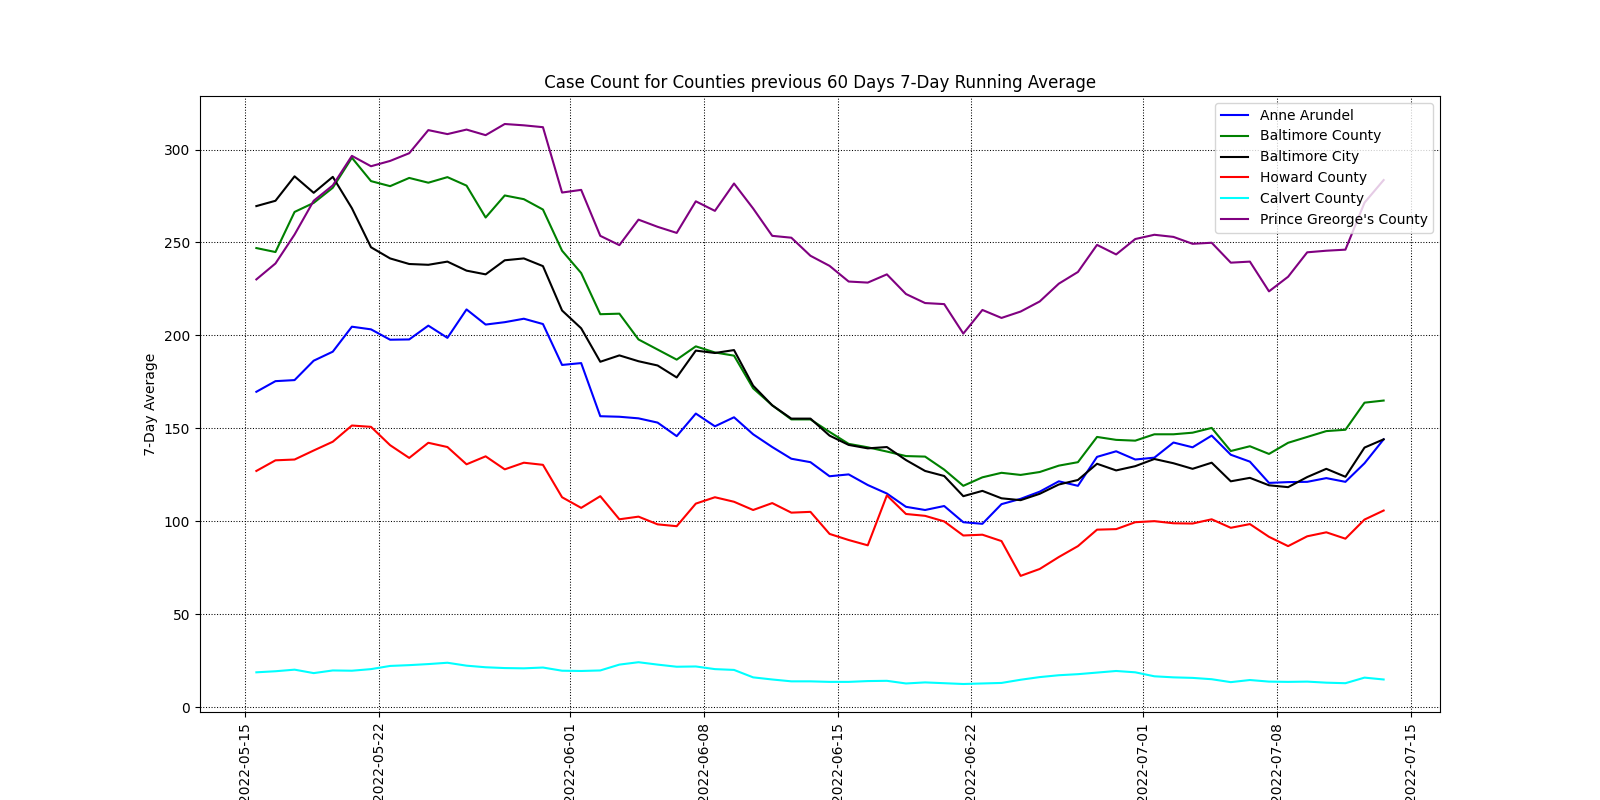 Case Count for Counties previous 60 Days 7-Day Running Average
Anne Arundel
Baltimore County
Baltimore City
Howard County
Calvert County
Prince Greorge's County
7-Day Average
300
250
200
150
100
50
0
2022-05-15
2022-05-22
2022-06-01
2022-06-08
2022-06-15
2022-06-22
2022-07-01
2022-07-08
2022-07-15